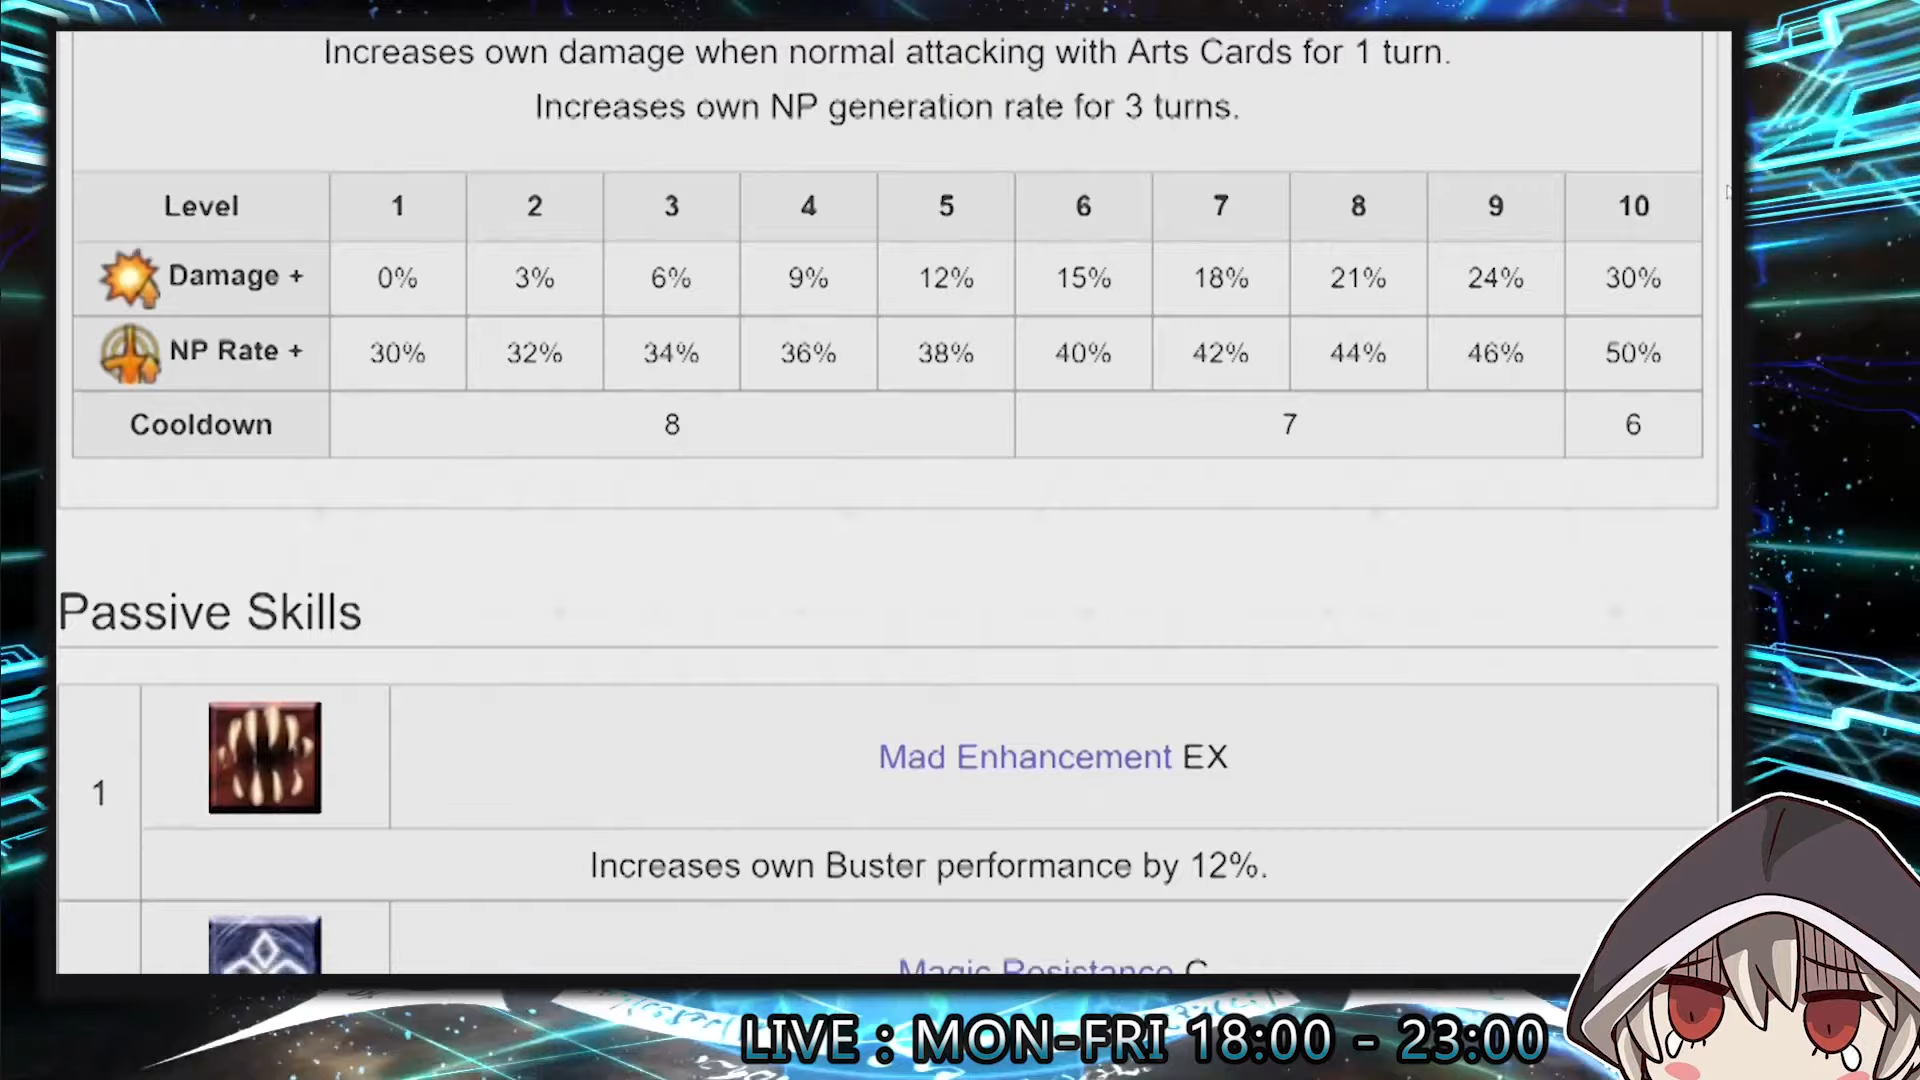 Increases own damage when normal attacking with Arts Cards for 1 turn.
Increases own NP generation rate for 3 turns.
Level 1 2 3 4 5 6 7 8 9 10
Damage + 0% 3% 6% 9% 12% 15% 18% 21% 24% 30%
NP Rate + 30% 32% 34% 36% 38% 40% 42% 44% 46% 50%
Cooldown 8 7 6
Passive Skills
1
Mad Enhancement EX
Increases own Buster performance by 12%.
Magic Resistance C
LIVE : MON-FRI 18:00 - 23:00